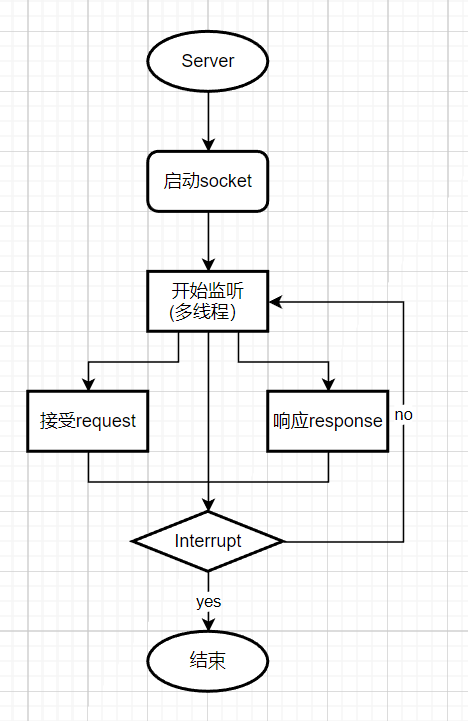 Server
启动socket
开始监听
(多线程）
接受request
响应response
no
Interrupt
yes
结束